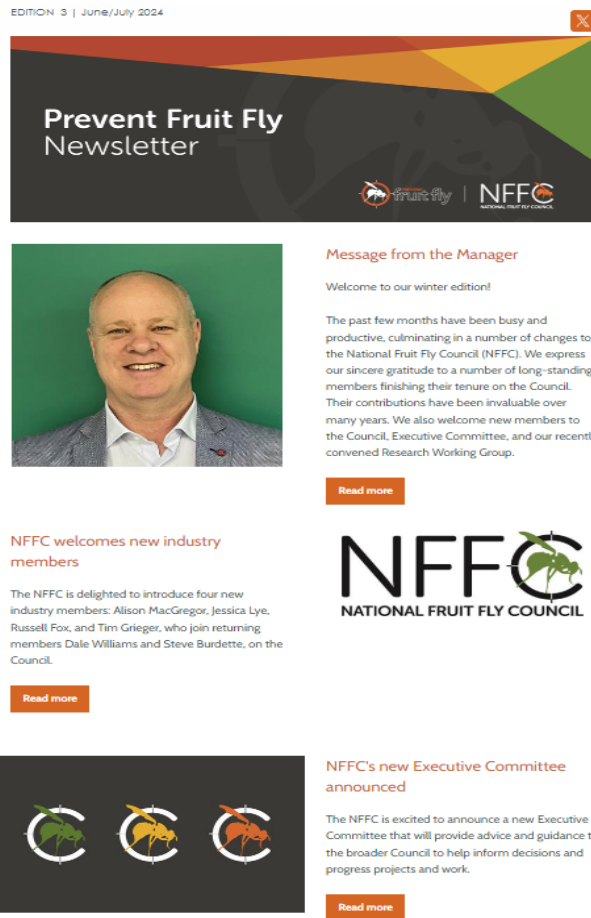 EDITION 3 | June/July 2024
Prevent Fruit Fly
Newsletter
fruit fly | NFFC
NATIONAL FRUIT FLY COUNCIL
Message from the Manager
Welcome to our winter edition!
The past few months have been busy and
productive, culminating in a number of changes to
the National Fruit Fly Council (NFFC). We express
our sincere gratitude to a number of long-standing
members finishing their tenure on the Council.
Their contributions have been invaluable over
many years. We also welcome new members to
the Council, Executive Committee, and our recentl
convened Research Working Group.
Read more
NFFC welcomes new industry
members
The NFFC is delighted to introduce four new
industry members: Alison MacGregor, Jessica Lye,
Russell Fox, and Tim Grieger, who join returning
members Dale Williams and Steve Burdette, on the
Council.
Read more
NFFC
NATIONAL FRUIT FLY COUNCIL
NFFC's new Executive Committee
announced
The NFFC is excited to announce a new Executive
Committee that will provide advice and guidance t
the broader Council to help inform decisions and
progress projects and work.
Read more